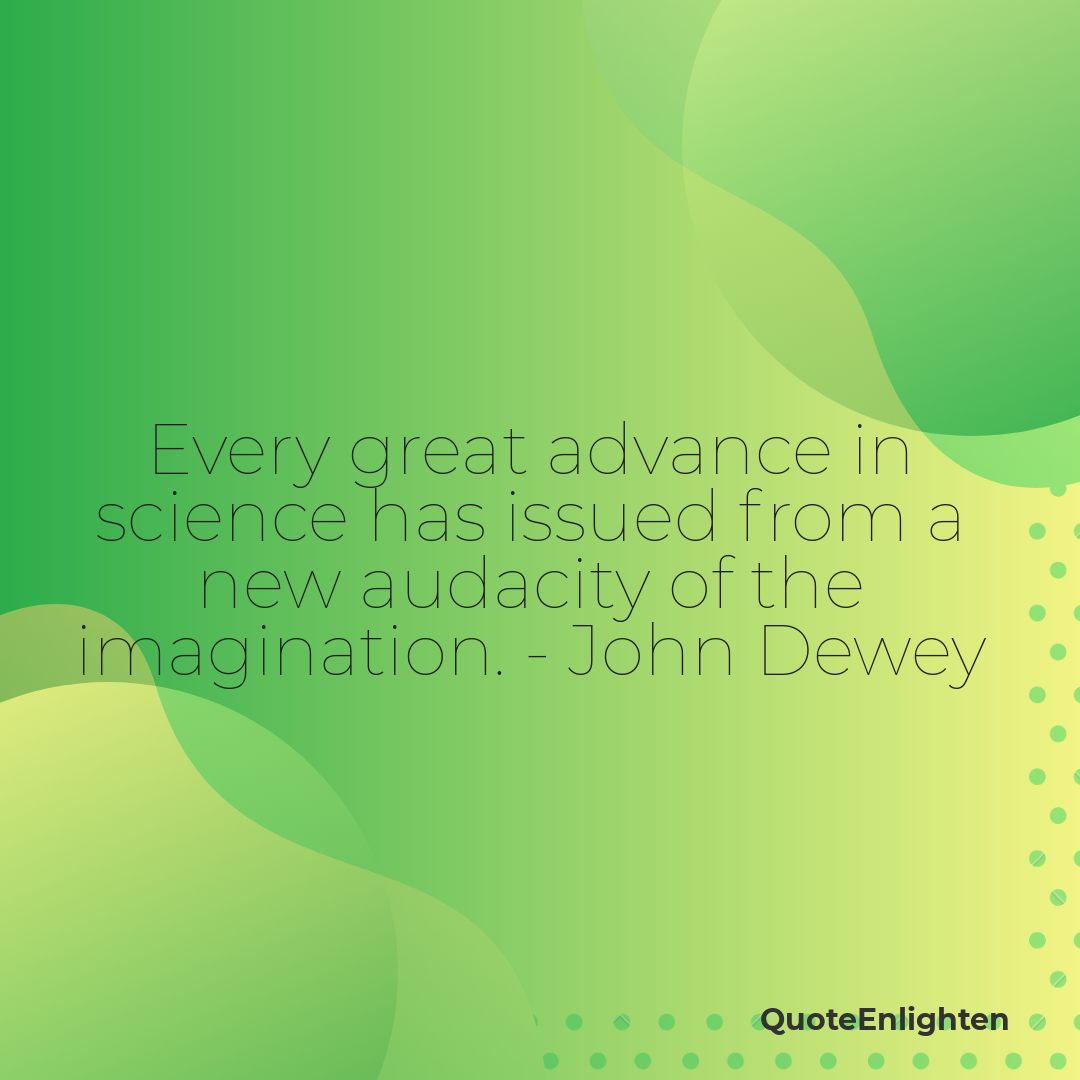 Every great advance in
science has issued from a
new audacity of the
imagination. - John Dewey
QuoteEnlighten